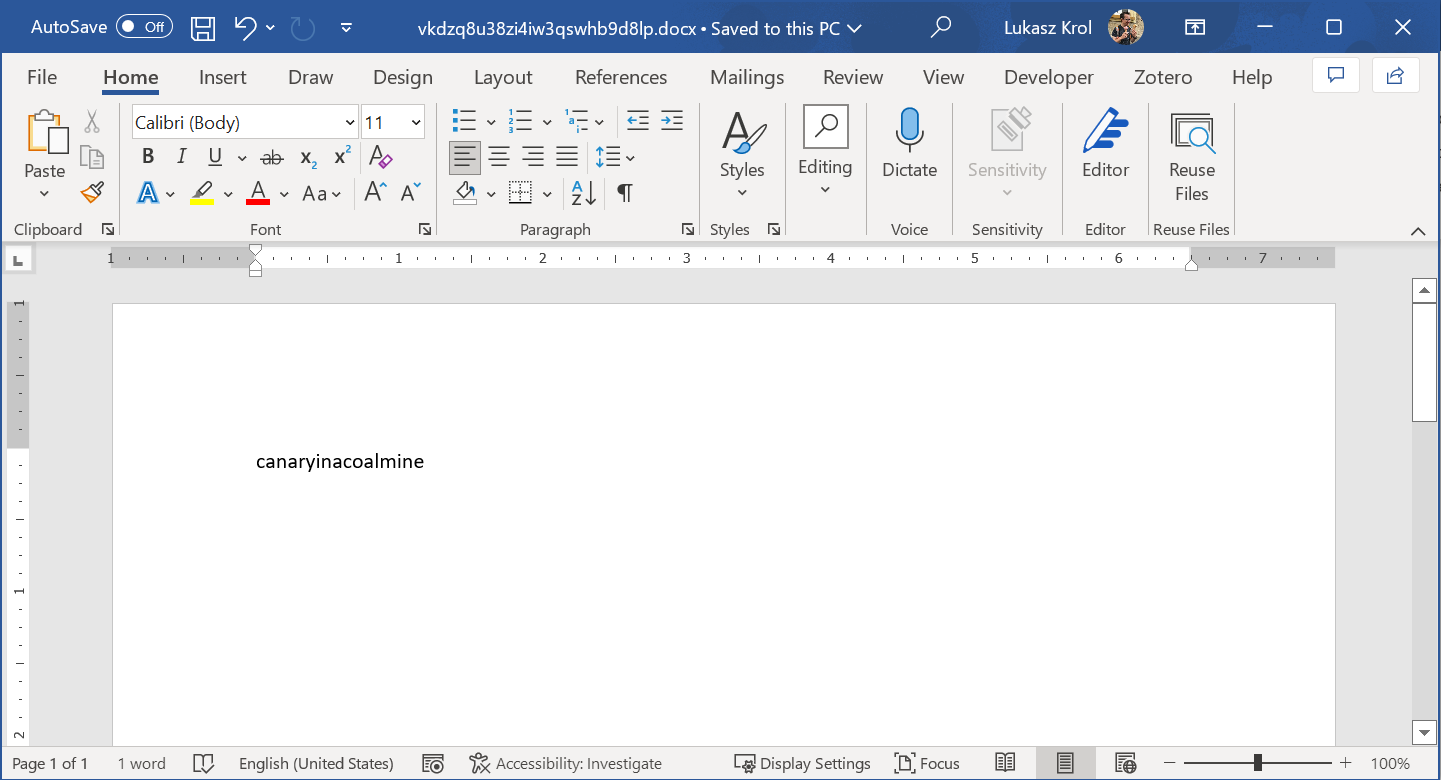 AutoSave Off vkdzq8u38zi4iw3qswhb9d8lp.docx • Saved to this PC Lukasz Krol
File Home Insert Draw Design Layout References Mailings Review View Developer Zotero Help
Calibri (Body) 11
Paste
Styles
Editing
Dictate
Sensitivity
Editor
Reuse Files
Clipboard Font Paragraph Styles Voice Sensitivity Editor Reuse Files
1 1 2 3 4 5 6 7
1
canaryinacoalmine
1
2
Page 1 of 1 1 word English (United States) Accessibility: Investigate Display Settings Focus 100%